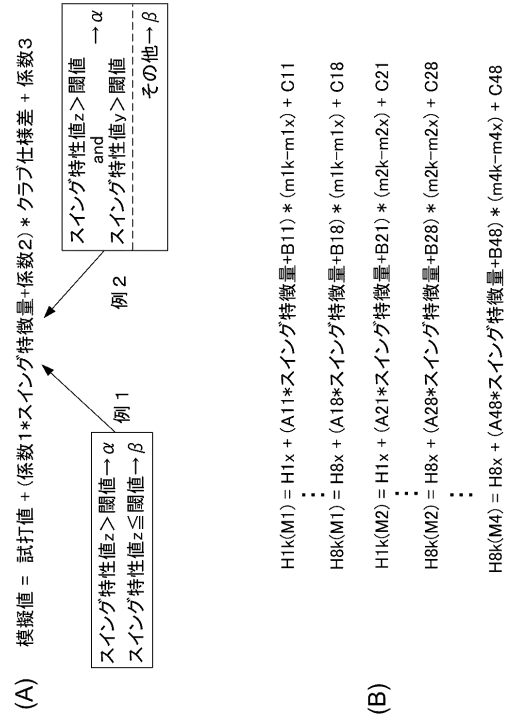 (A)
模擬値 = 試打値 + (係数1*スイング特徴量+係数2) * クラブ仕様差 + 係数3
例1
スイング特性値z>閾値→α
スイング特性値z≦閾値→β
例2
スイング特性値z>閾値 →α
and
スイング特性値y>閾値
その他→β
(B)
H1k(M1) = H1x + (A11*スイング特徴量+B11) * (m1k-m1x) + C11
⋮
H8k(M1) = H8x + (A18*スイング特徴量+B18) * (m1k-m1x) + C18
H1k(M2) = H1x + (A21*スイング特徴量+B21) * (m2k-m2x) + C21
⋮
H8k(M2) = H8x + (A28*スイング特徴量+B28) * (m2k-m2x) + C28
⋮
H8k(M4) = H8x + (A48*スイング特徴量+B48) * (m4k-m4x) + C48